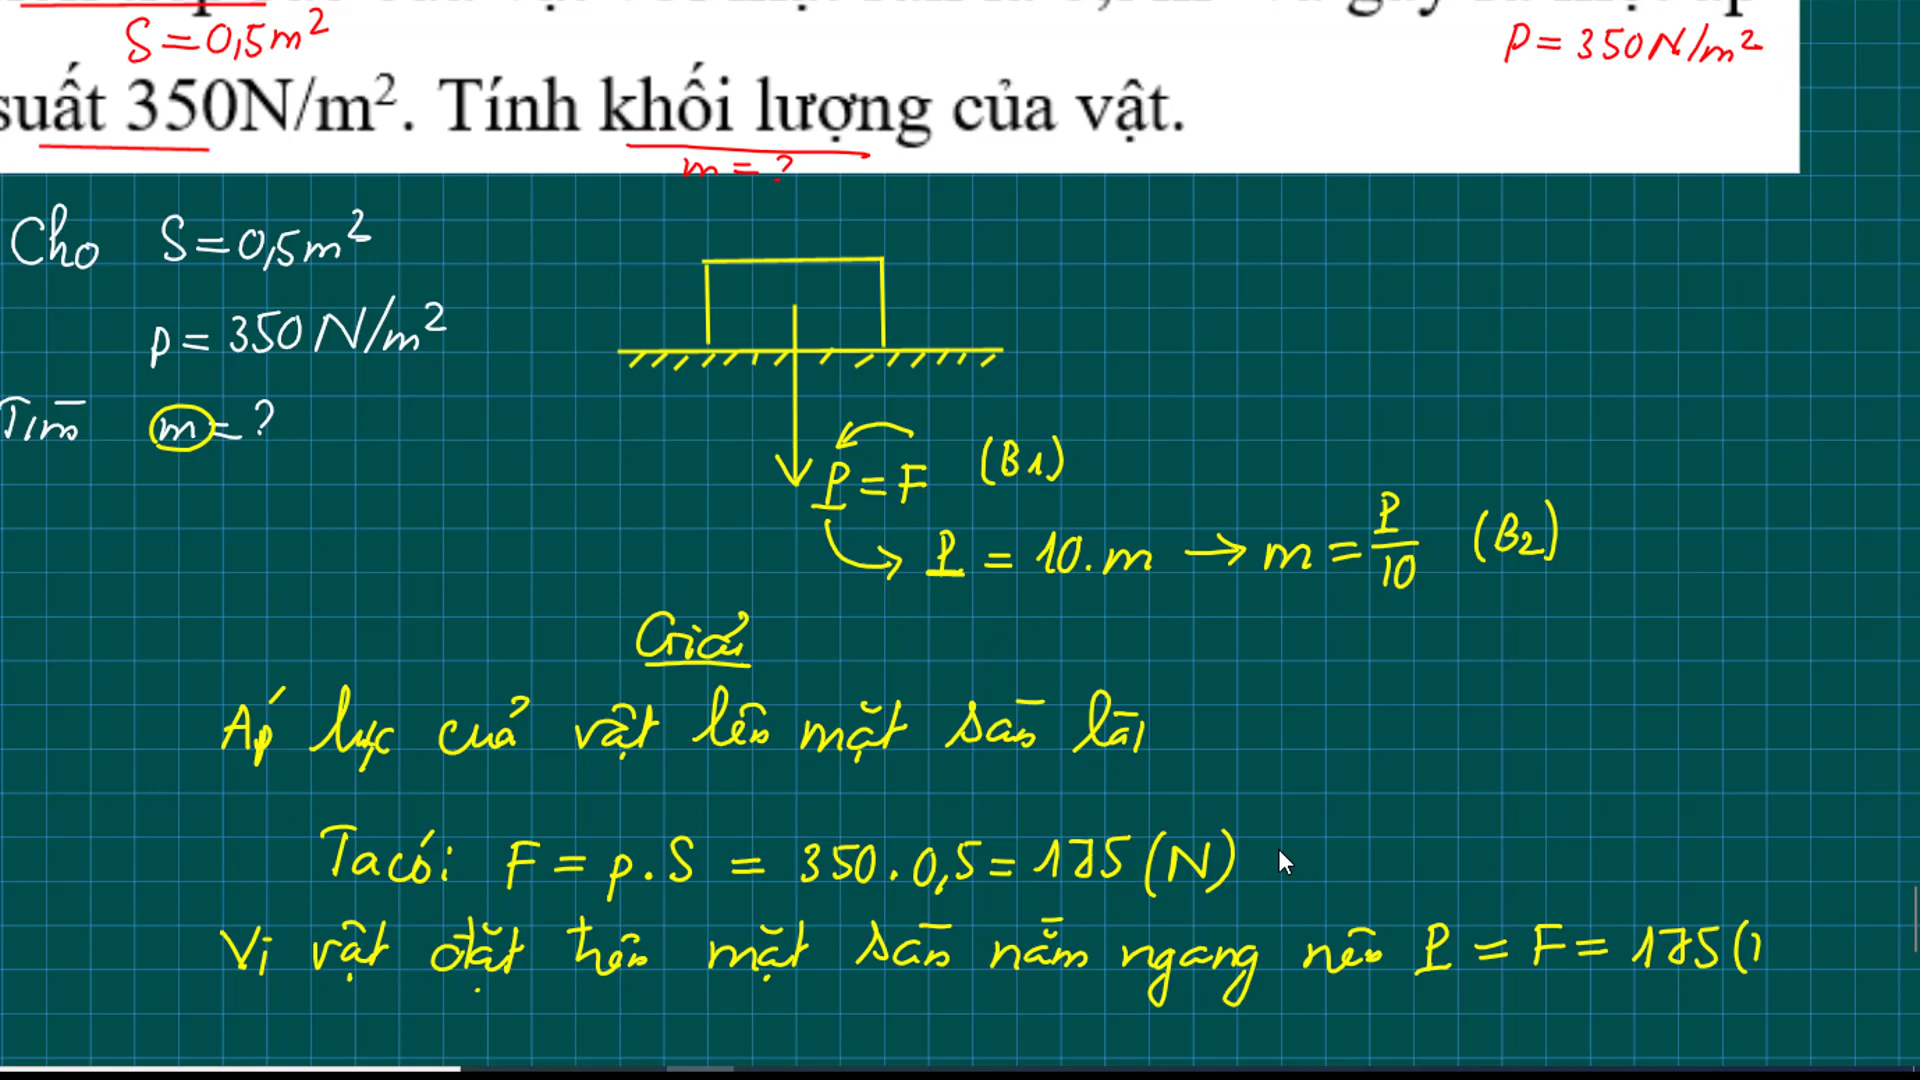 S=0,5m²
P=350N/m²
suất 350N/m². Tính khối lượng của vật.
m=?
Cho S=0,5m²
p=350N/m²
Tìm m=?
P=F (B1)
P = 10.m → m = P/10 (B2)
Giải
Áp lực của vật lên mặt sàn là
Ta có: F = p.S = 350.0,5 = 175 (N)
Vì vật đặt trên mặt sàn nằm ngang nên P = F = 175(